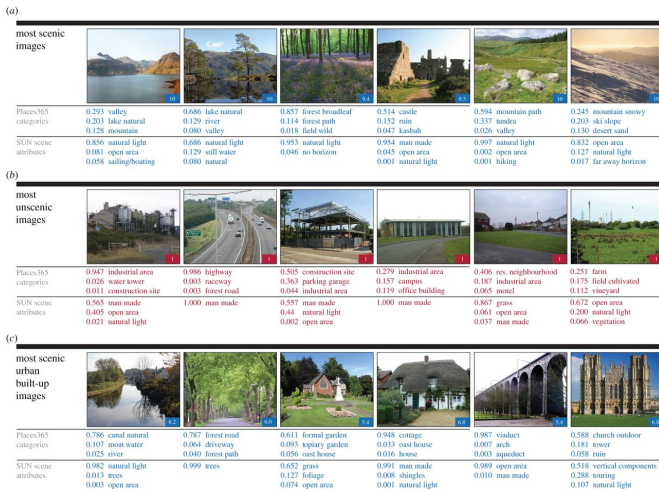 (a)
most scenic images
10 10 9.4 9.3 10 10
Places365 categories
0.293 valley 0.686 lake natural 0.857 forest broadleaf 0.514 castle 0.594 mountain path 0.245 mountain snowy
0.203 lake natural 0.129 river 0.114 forest path 0.152 ruin 0.337 tundra 0.203 ski slope
0.128 mountain 0.080 valley 0.018 field wild 0.047 kasbah 0.026 valley 0.130 desert sand
SUN scene attributes
0.856 natural light 0.686 natural light 0.953 natural light 0.954 man made 0.997 natural light 0.832 open area
0.081 open area 0.129 still water 0.046 no horizon 0.045 open area 0.002 open area 0.127 natural light
0.058 sailing/boating 0.080 natural 0.001 natural light 0.001 hiking 0.017 far away horizon
(b)
most unscenic images
1 1 1 1 1 1
Places365 categories
0.947 industrial area 0.986 highway 0.505 construction site 0.279 industrial area 0.406 res. neighbourhood 0.251 farm
0.026 water tower 0.003 raceway 0.363 parking garage 0.157 campus 0.187 industrial area 0.175 field cultivated
0.011 construction site 0.003 forest road 0.044 industrial area 0.119 office building 0.065 motel 0.112 vineyard
SUN scene attributes
0.565 man made 1.000 man made 0.557 man made 1.000 man made 0.867 grass 0.672 open area
0.405 open area 0.44 natural light 0.061 open area 0.200 natural light
0.021 natural light 0.002 open area 0.037 man made 0.066 vegetation
(c)
most scenic urban built-up images
6.2 6.0 5.4 6.8 5.4 6.8
Places365 categories
0.786 canal natural 0.787 forest road 0.611 formal garden 0.948 cottage 0.987 viaduct 0.588 church outdoor
0.107 moat water 0.064 driveway 0.093 topiary garden 0.033 oast house 0.007 arch 0.181 tower
0.025 river 0.040 forest path 0.056 oast house 0.016 house 0.003 aqueduct 0.058 ruin
SUN scene attributes
0.982 natural light 0.999 trees 0.652 grass 0.991 man made 0.989 open area 0.518 vertical components
0.013 trees 0.127 foliage 0.008 shingles 0.010 man made 0.288 touring
0.003 open area 0.074 open area 0.001 natural light 0.107 natural light